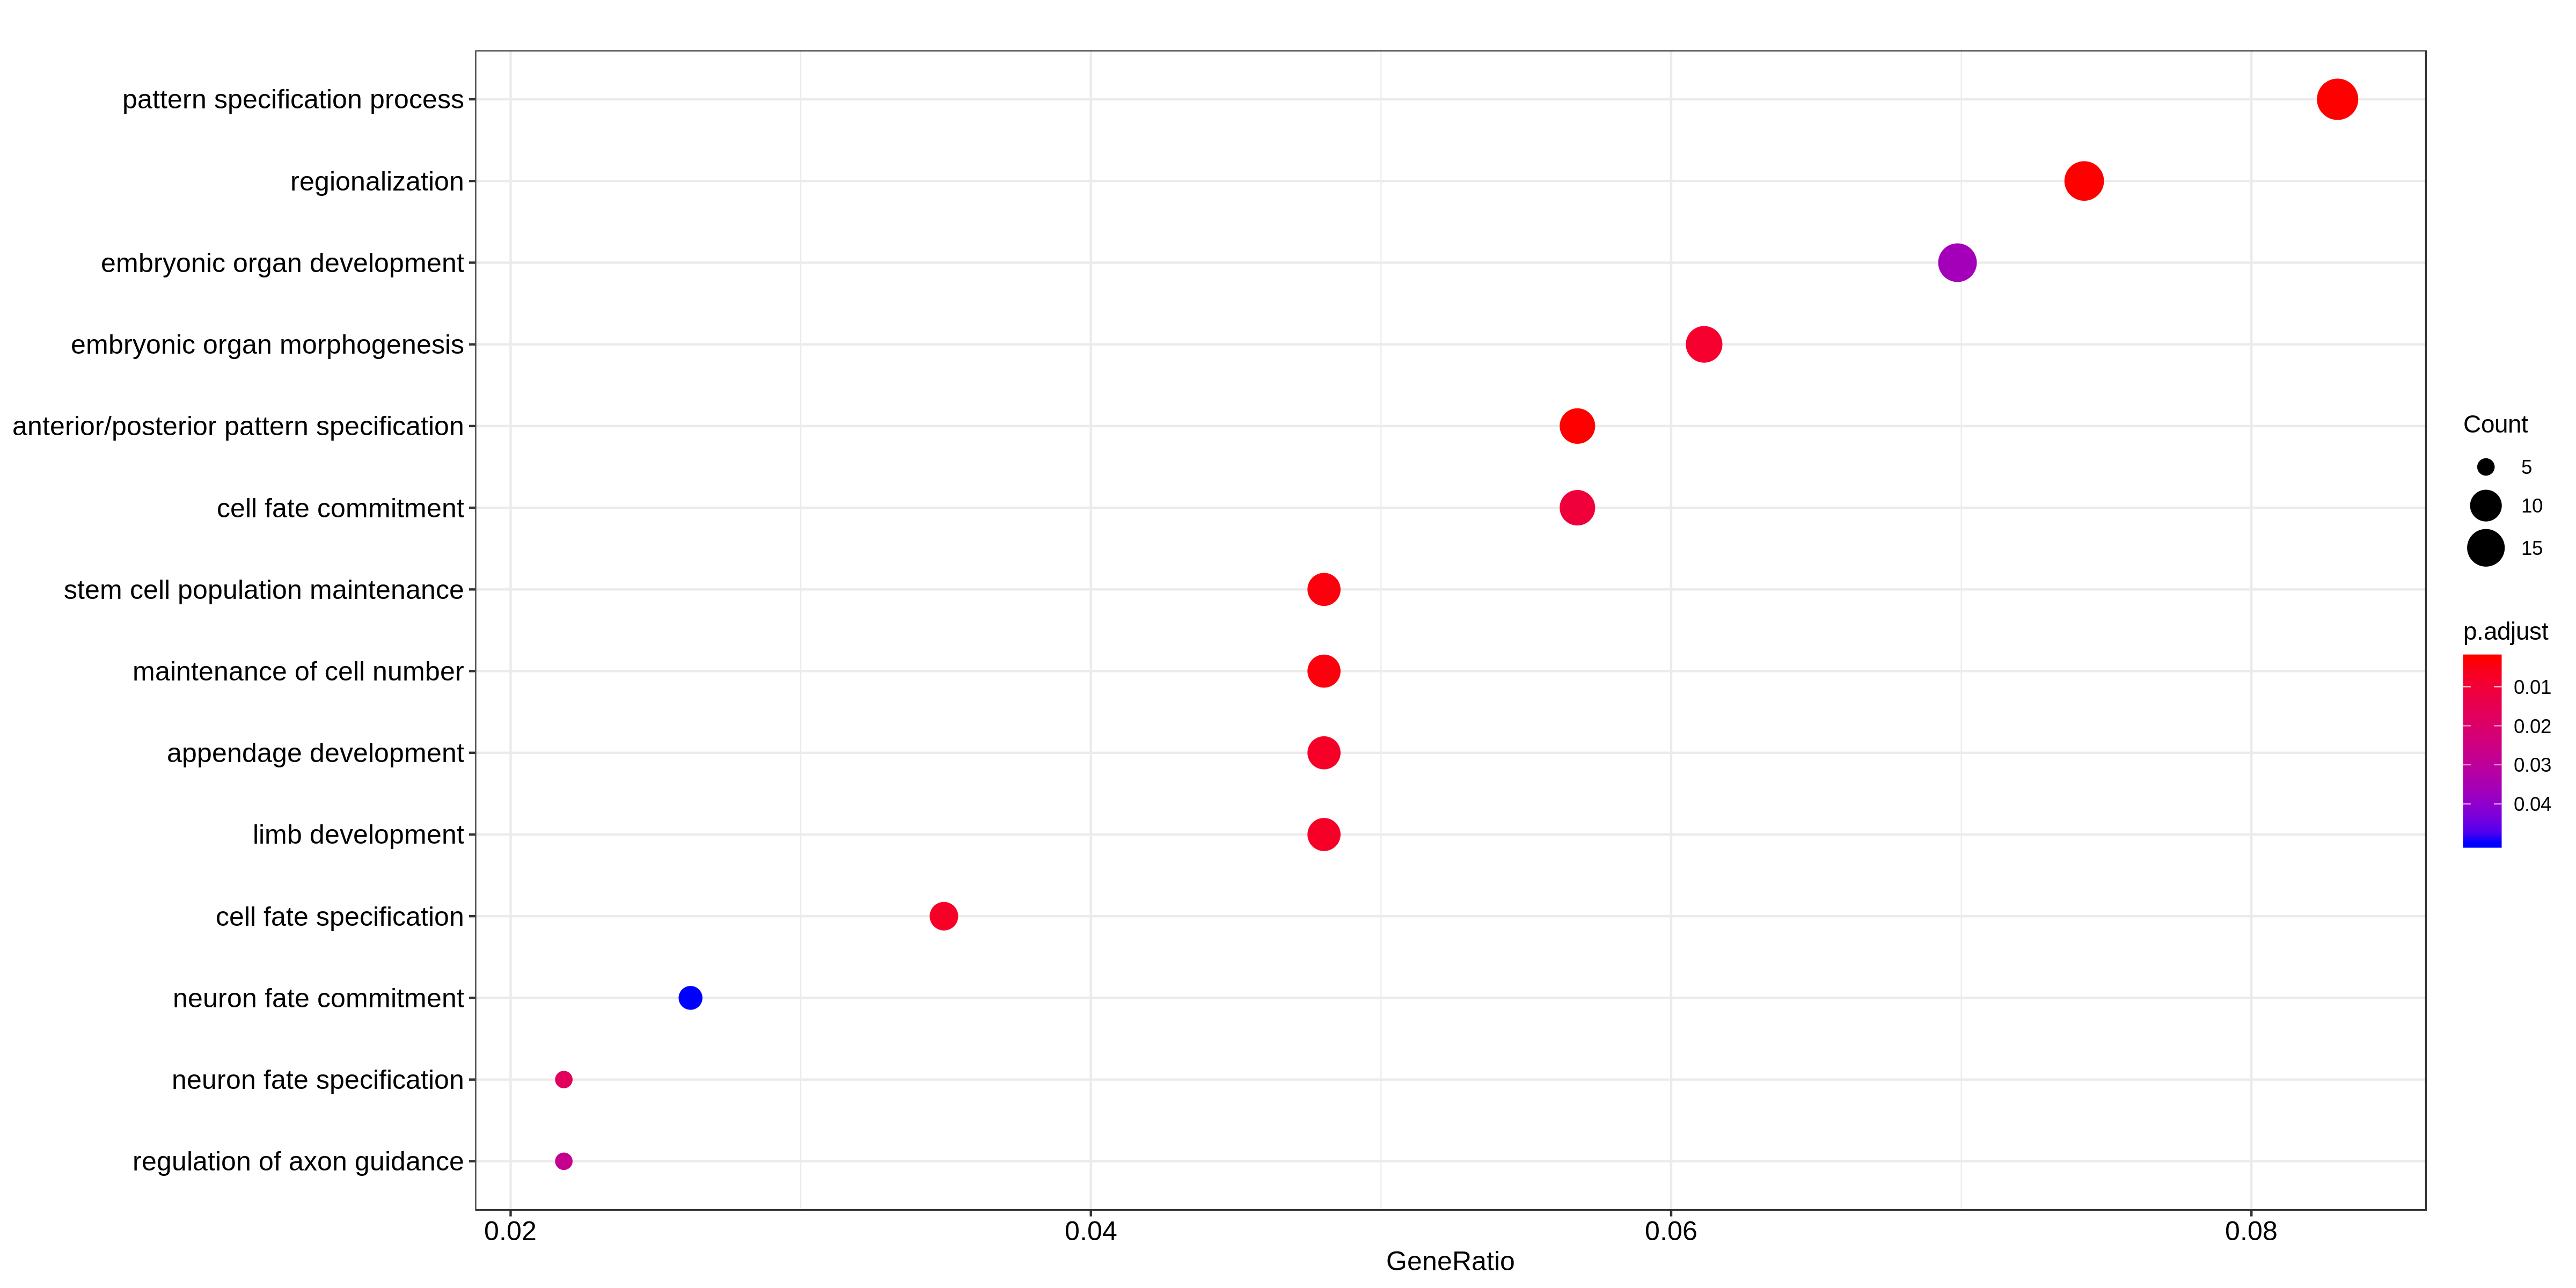 pattern specification process
regionalization
embryonic organ development
embryonic organ morphogenesis
anterior/posterior pattern specification
cell fate commitment
stem cell population maintenance
maintenance of cell number
appendage development
limb development
cell fate specification
neuron fate commitment
neuron fate specification
regulation of axon guidance
0.02 0.04 0.06 0.08
GeneRatio
Count
5
10
15
p.adjust
0.01
0.02
0.03
0.04